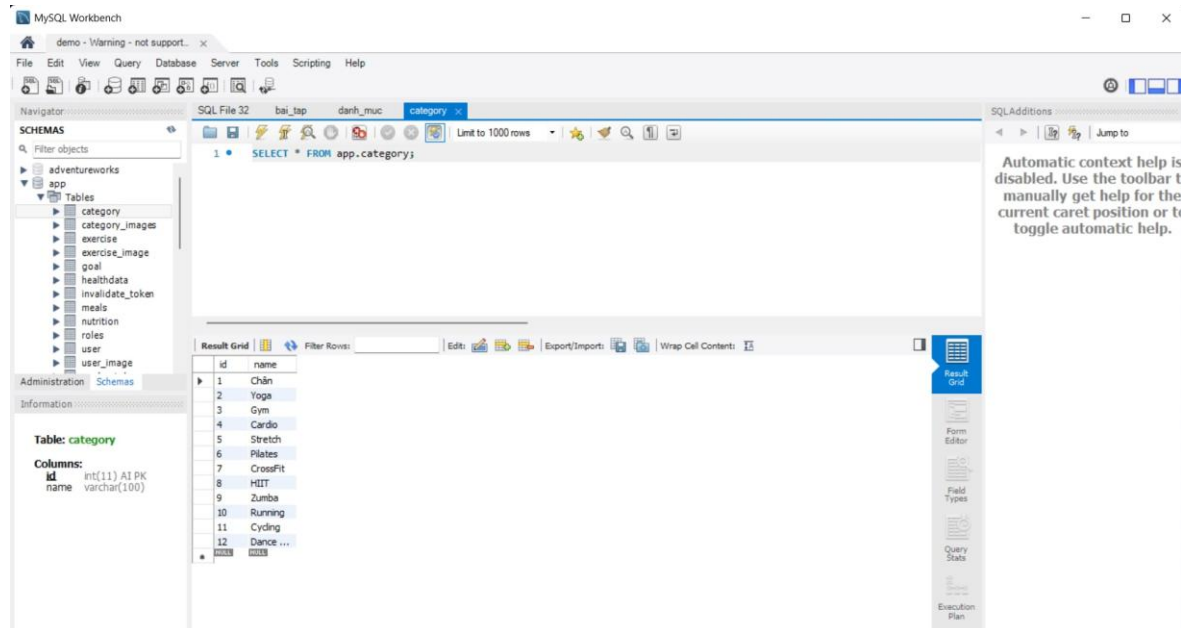 MySQL Workbench
demo - Warning - not support..
File Edit View Query Database Server Tools Scripting Help
Navigator
SCHEMAS
Filter objects
adventureworks
app
Tables
category
category_images
exercise
exercise_image
goal
healthdata
invalidate_token
meals
nutrition
roles
user
user_image
Administration Schemas
Information
Table: category
Columns:
id int(11) AI PK
name varchar(100)
SQL File 32 bai_tap danh_muc category
Limit to 1000 rows
1 SELECT * FROM app.category;
Result Grid Filter Rows: Edit: Export/Import: Wrap Cell Content:
id name
1 Chân
2 Yoga
3 Gym
4 Cardio
5 Stretch
6 Pilates
7 CrossFit
8 HIIT
9 Zumba
10 Running
11 Cycling
12 Dance ...
NULL NULL
Result
Grid
Form
Editor
Field
Types
Query
Stats
Execution
Plan
SQLAdditions
Jump to
Automatic context help is
disabled. Use the toolbar t
manually get help for the
current caret position or to
toggle automatic help.